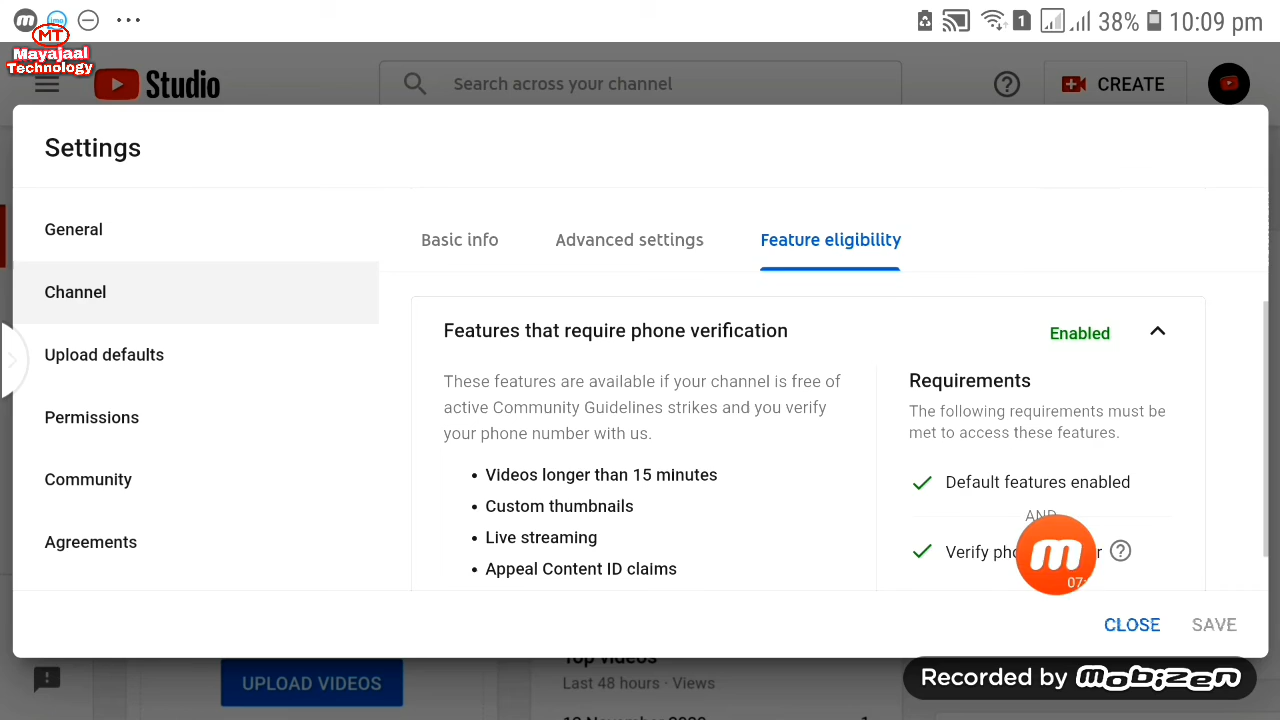 38% 10:09 pm
MT
Mayajaal
Technology
Studio
Search across your channel
CREATE
Settings
General
Channel
Upload defaults
Permissions
Community
Agreements
Basic info
Advanced settings
Feature eligibility
Features that require phone verification
Enabled
These features are available if your channel is free of
active Community Guidelines strikes and you verify
your phone number with us.
• Videos longer than 15 minutes
• Custom thumbnails
• Live streaming
• Appeal Content ID claims
Requirements
The following requirements must be
met to access these features.
Default features enabled
AND
Verify
m
07:
CLOSE
SAVE
UPLOAD VIDEOS
Top videos
Last 48 hours · Views
Recorded by mobizen